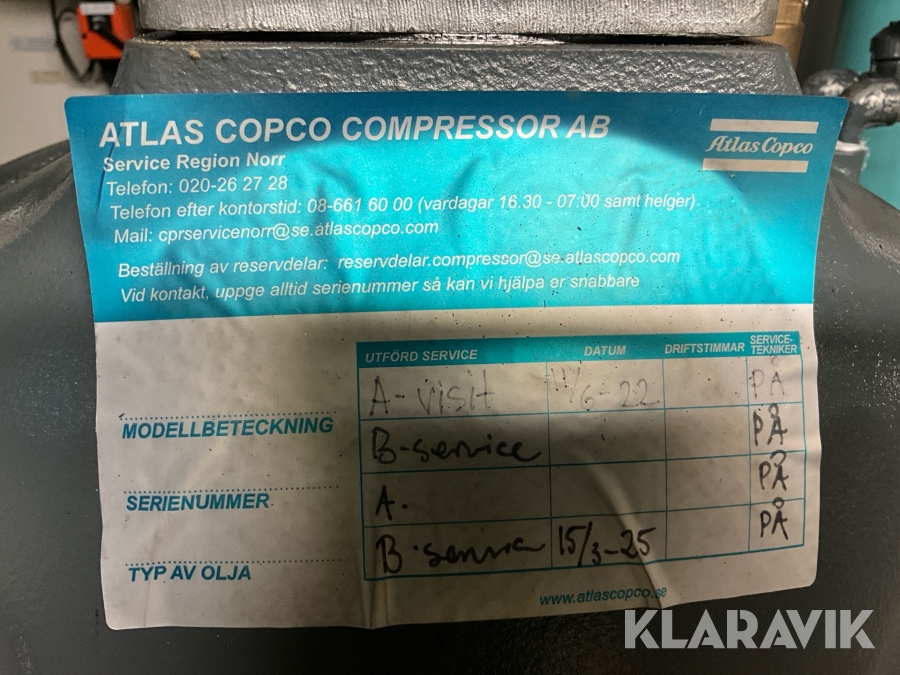 ATLAS COPCO COMPRESSOR AB
Atlas Copco
Service Region Norr
Telefon: 020-26 27 28
Telefon efter kontorstid: 08-661 60 00 (vardagar 16.30 - 07.00 samt helger).
Mail: cprservicenorr@se.atlascopco.com
Beställning av reservdelar: reservdelar.compressor@se.atlascopco.com
Vid kontakt, uppge alltid serienummer så kan vi hjälpa er snabbare
UTFÖRD SERVICE DATUM DRIFTSTIMMAR SERVICE-
TEKNIKER
A-visit /6-22 PÅ
MODELLBETECKNING
B-service PÅ
SERIENUMMER
A. PÅ
B-service 15/3-25 PÅ
TYP AV OLJA
www.atlascopco.se
KLARAVIK